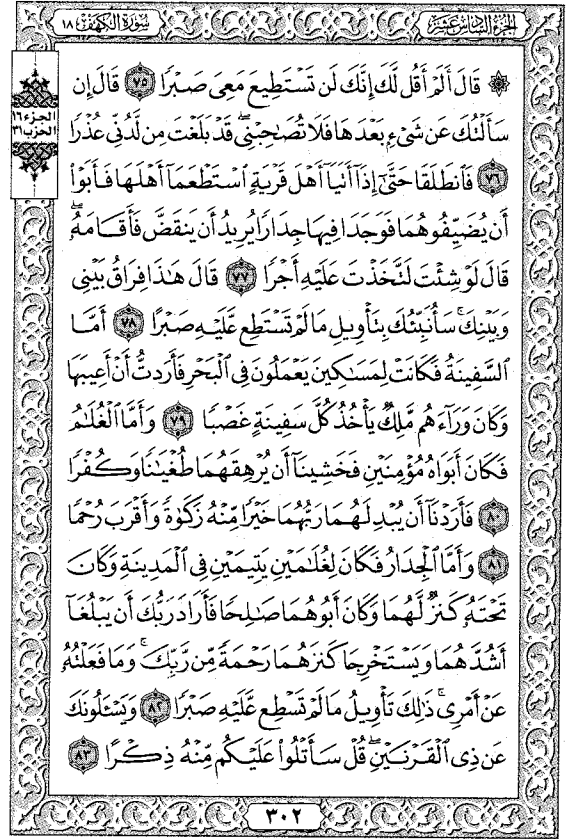 الجزء السادس عشر
سورة الكهف ١٨
الجزء ١٦
الحزب ٣١
۞ قَالَ أَلَمْ أَقُل لَّكَ إِنَّكَ لَن تَسْتَطِيعَ مَعِىَ صَبْرًا ٧٥ قَالَ إِن
سَأَلْتُكَ عَن شَىْءٍۭ بَعْدَهَا فَلَا تُصَٰحِبْنِى ۖ قَدْ بَلَغْتَ مِن لَّدُنِّى عُذْرًا
٧٦ فَٱنطَلَقَا حَتَّىٰٓ إِذَآ أَتَيَآ أَهْلَ قَرْيَةٍ ٱسْتَطْعَمَآ أَهْلَهَا فَأَبَوْا۟
أَن يُضَيِّفُوهُمَا فَوَجَدَا فِيهَا جِدَارًا يُرِيدُ أَن يَنقَضَّ فَأَقَامَهُۥ ۖ
قَالَ لَوْ شِئْتَ لَتَّخَذْتَ عَلَيْهِ أَجْرًا ٧٧ قَالَ هَٰذَا فِرَاقُ بَيْنِى
وَبَيْنِكَ ۚ سَأُنَبِّئُكَ بِتَأْوِيلِ مَا لَمْ تَسْتَطِع عَّلَيْهِ صَبْرًا ٧٨ أَمَّا
ٱلسَّفِينَةُ فَكَانَتْ لِمَسَٰكِينَ يَعْمَلُونَ فِى ٱلْبَحْرِ فَأَرَدتُّ أَنْ أَعِيبَهَا
وَكَانَ وَرَآءَهُم مَّلِكٌ يَأْخُذُ كُلَّ سَفِينَةٍ غَصْبًا ٧٩ وَأَمَّا ٱلْغُلَٰمُ
فَكَانَ أَبَوَاهُ مُؤْمِنَيْنِ فَخَشِينَآ أَن يُرْهِقَهُمَا طُغْيَٰنًا وَكُفْرًا
٨٠ فَأَرَدْنَآ أَن يُبْدِلَهُمَا رَبُّهُمَا خَيْرًا مِّنْهُ زَكَوٰةً وَأَقْرَبَ رُحْمًا
٨١ وَأَمَّا ٱلْجِدَارُ فَكَانَ لِغُلَٰمَيْنِ يَتِيمَيْنِ فِى ٱلْمَدِينَةِ وَكَانَ
تَحْتَهُۥ كَنزٌ لَّهُمَا وَكَانَ أَبُوهُمَا صَٰلِحًا فَأَرَادَ رَبُّكَ أَن يَبْلُغَآ
أَشُدَّهُمَا وَيَسْتَخْرِجَا كَنزَهُمَا رَحْمَةً مِّن رَّبِّكَ ۚ وَمَا فَعَلْتُهُۥ
عَنْ أَمْرِى ۚ ذَٰلِكَ تَأْوِيلُ مَا لَمْ تَسْطِع عَّلَيْهِ صَبْرًا ٨٢ وَيَسْـَٔلُونَكَ
عَن ذِى ٱلْقَرْنَيْنِ ۖ قُلْ سَأَتْلُوا۟ عَلَيْكُم مِّنْهُ ذِكْرًا ٨٣
٣٠٢